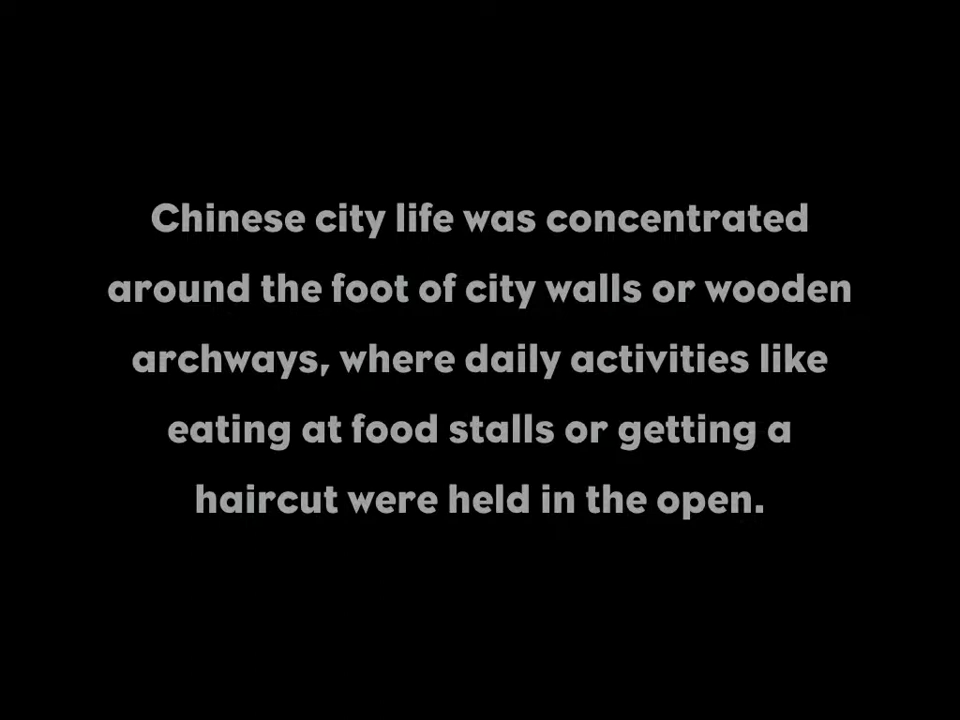 Chinese city life was concentrated
around the foot of city walls or wooden
archways, where daily activities like
eating at food stalls or getting a
haircut were held in the open.